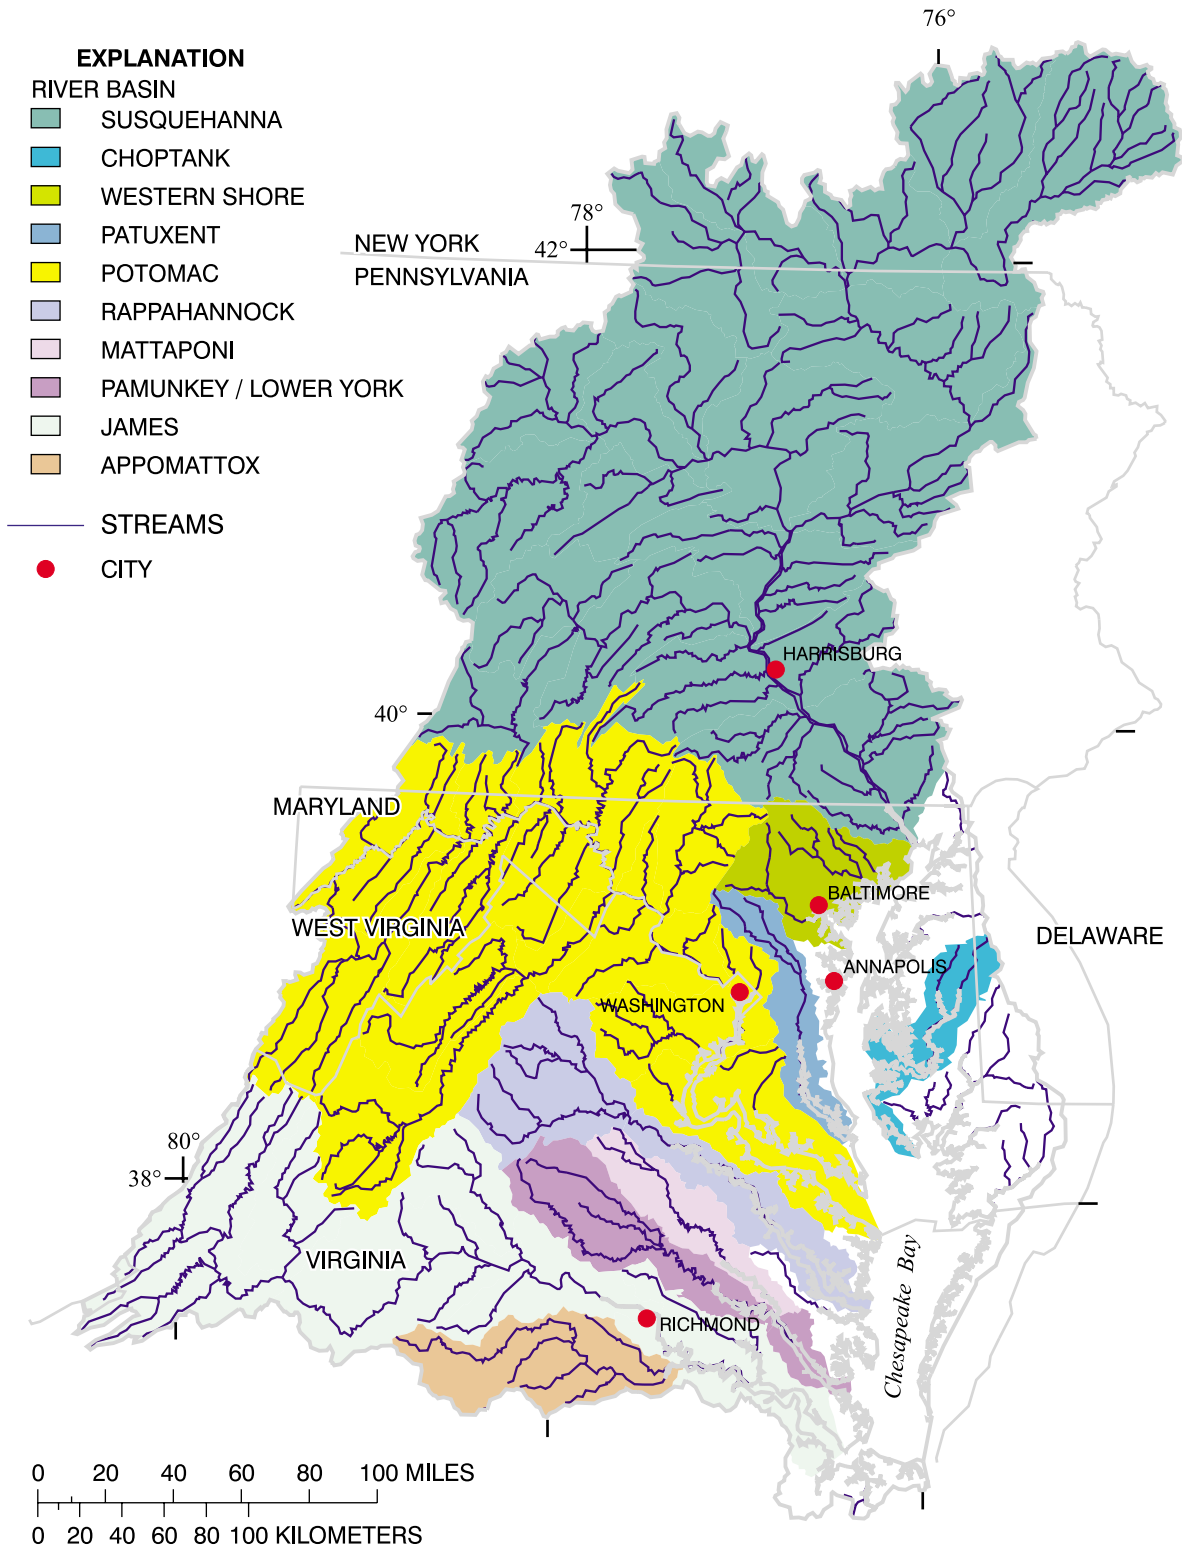 76°
EXPLANATION
RIVER BASIN
SUSQUEHANNA
CHOPTANK
WESTERN SHORE
PATUXENT
POTOMAC
RAPPAHANNOCK
MATTAPONI
PAMUNKEY / LOWER YORK
JAMES
APPOMATTOX
STREAMS
CITY
78°
42°
NEW YORK
PENNSYLVANIA
HARRISBURG
40°
MARYLAND
BALTIMORE
WEST VIRGINIA
DELAWARE
ANNAPOLIS
WASHINGTON
80°
38°
VIRGINIA
Chesapeake Bay
RICHMOND
0 20 40 60 80 100 MILES
0 20 40 60 80 100 KILOMETERS